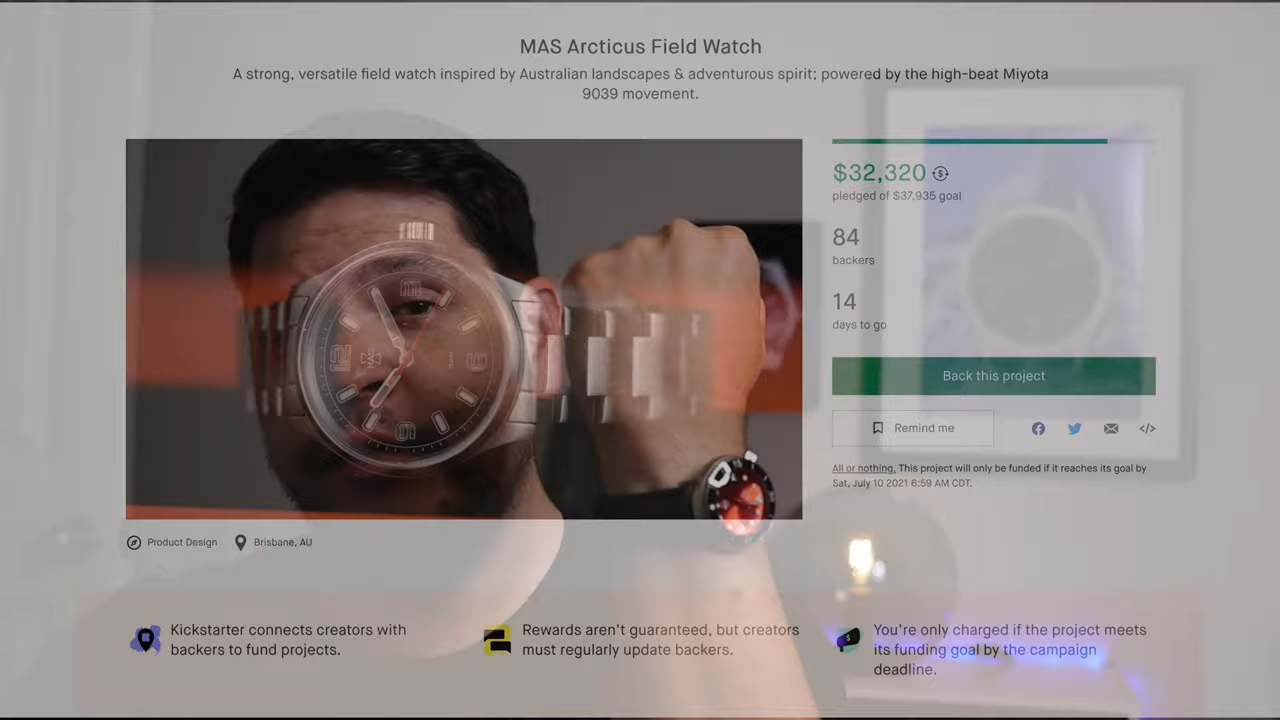 MAS Arcticus Field Watch
A strong, versatile field watch inspired by Australian landscapes & adventurous spirit; powered by the high-beat Miyota
9039 movement.
$32,320
pledged of $37,935 goal
84
backers
14
days to go
Back this project
Remind me
All or nothing. This project will only be funded if it reaches its goal by
Sat, July 10 2021 6:59 AM CDT.
Product Design
Brisbane, AU
Kickstarter connects creators with
backers to fund projects.
Rewards aren't guaranteed, but creators
must regularly update backers.
You're only charged if the project meets
its funding goal by the campaign
deadline.